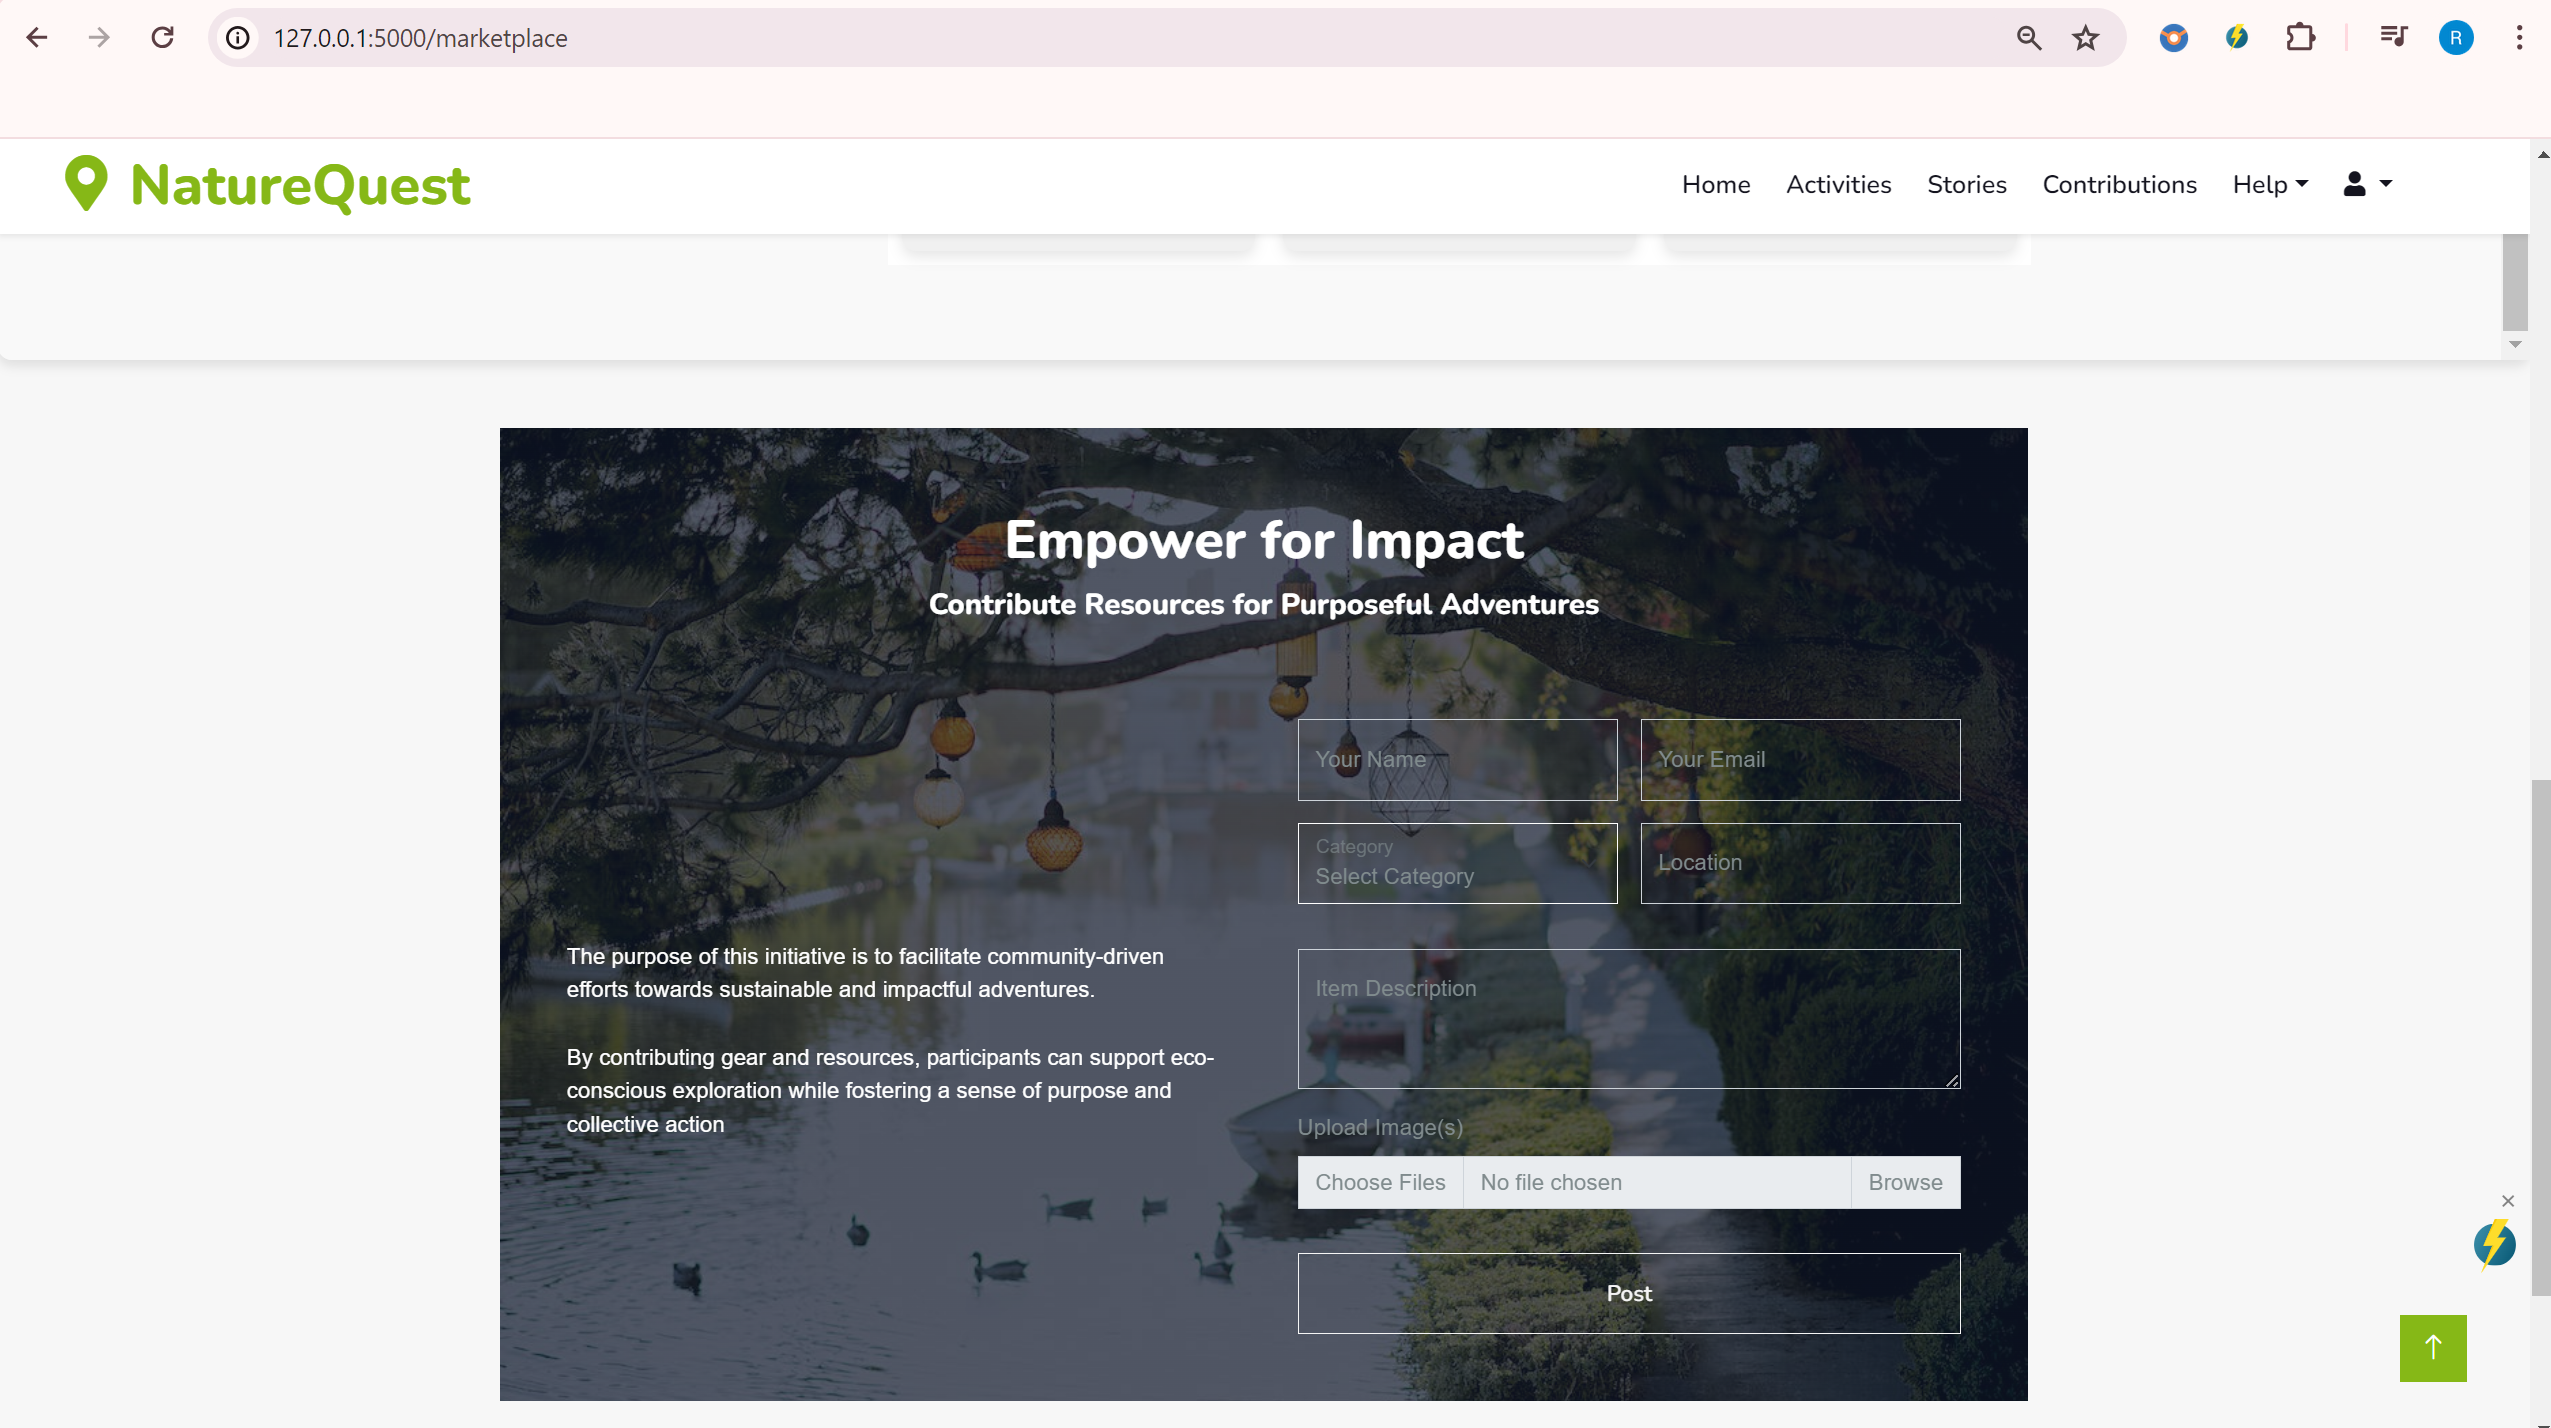 127.0.0.1:5000/marketplace
R
NatureQuest
Home Activities Stories Contributions Help
Empower for Impact
Contribute Resources for Purposeful Adventures
Your Name Your Email
Category
Select Category
Location
The purpose of this initiative is to facilitate community-driven
efforts towards sustainable and impactful adventures.
By contributing gear and resources, participants can support eco-
conscious exploration while fostering a sense of purpose and
collective action
Item Description
Upload Image(s)
Choose Files No file chosen Browse
Post